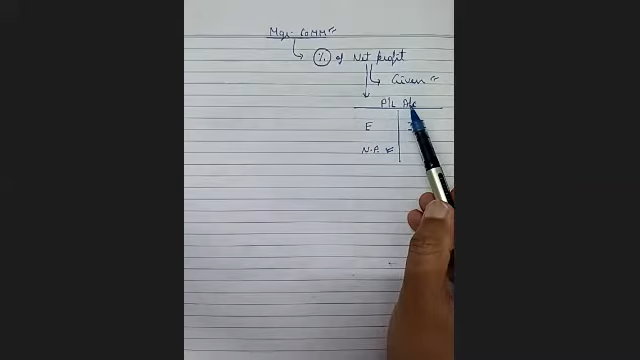 Mgr. Comm
% of Net profit
Given
P/L A/c
E
N.P.